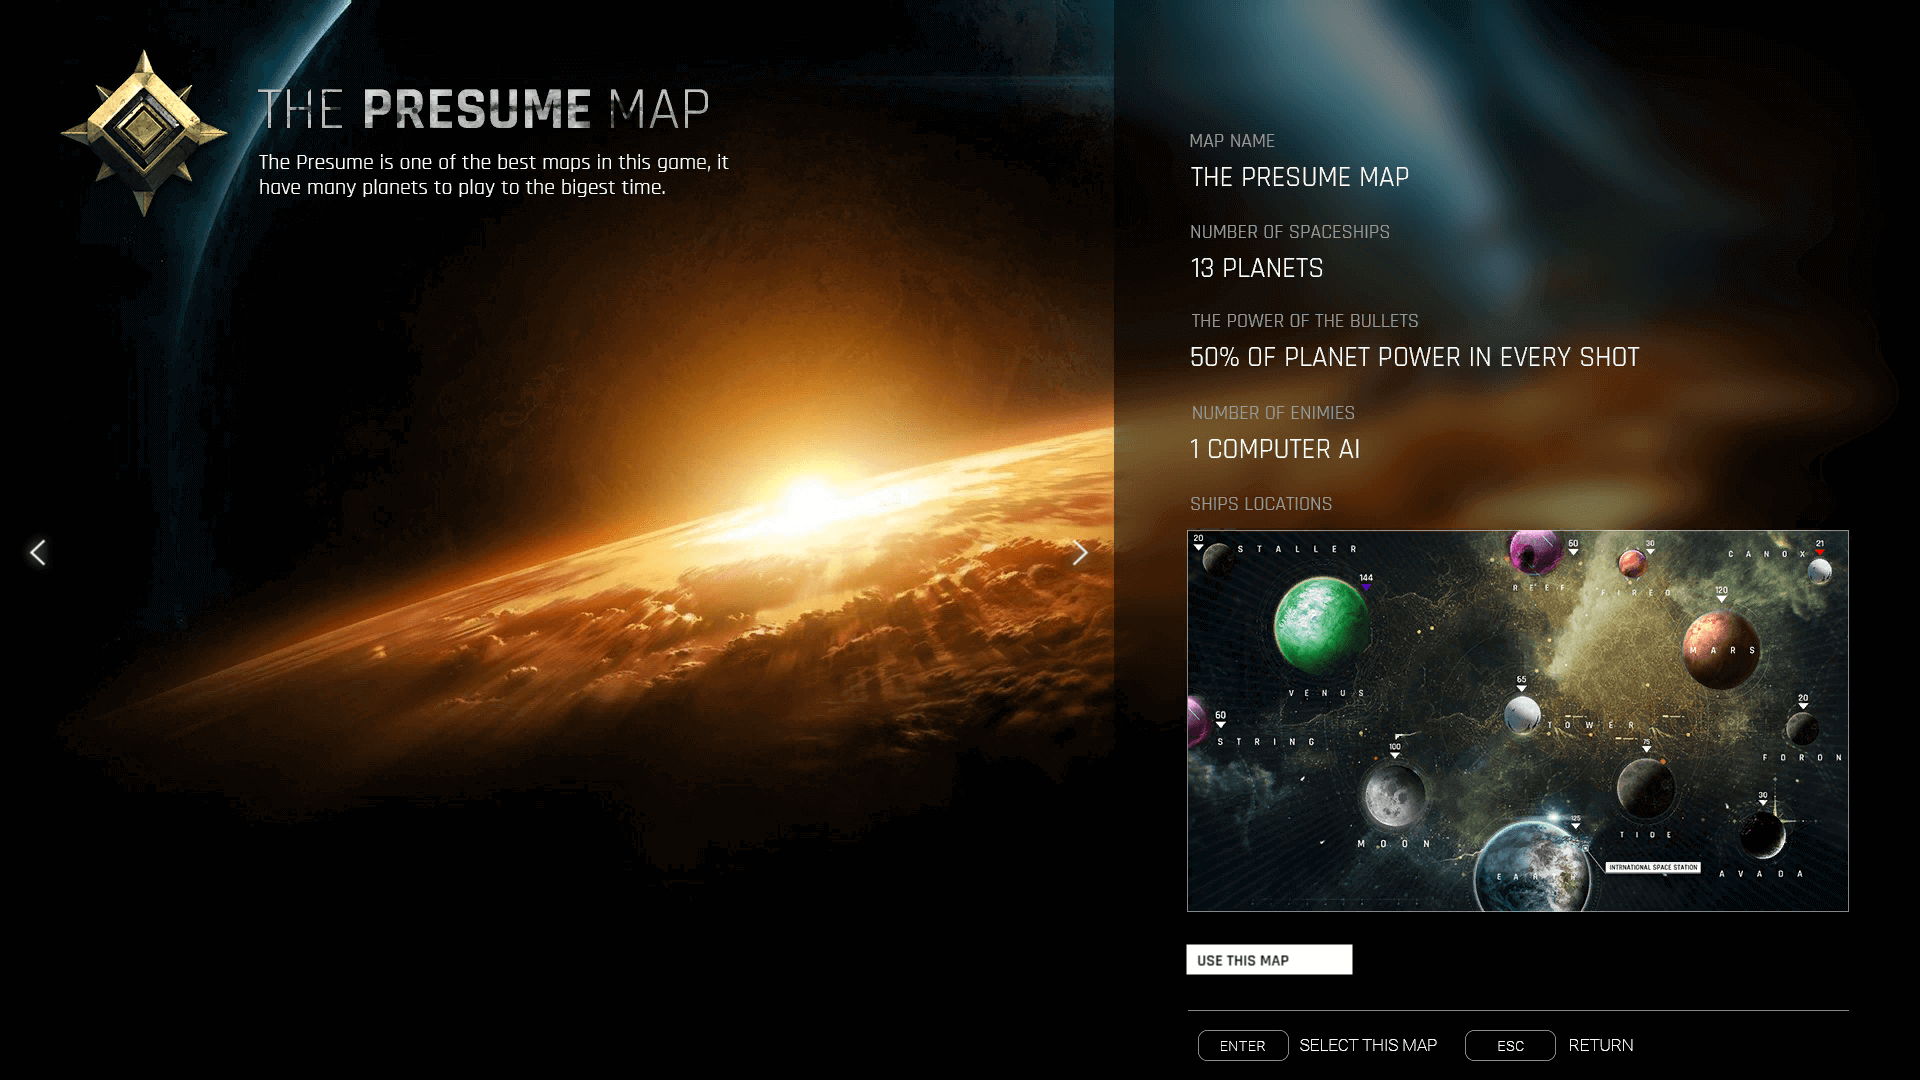 THE PRESUME MAP
The Presume is one of the best maps in this game, it
have many planets to play to the bigest time.
MAP NAME
THE PRESUME MAP
NUMBER OF SPACESHIPS
13 PLANETS
THE POWER OF THE BULLETS
50% OF PLANET POWER IN EVERY SHOT
NUMBER OF ENIMIES
1 COMPUTER AI
SHIPS LOCATIONS
20
STALLER
50
REEF
30
FIRED
CANOX
21
144
VENUS
120
MARS
65
TOWER
20
FORON
60
STRING
100
MOON
75
TIDE
30
AVADA
125
EARTH
INTRNATIONAL SPACE STATION
USE THIS MAP
ENTER SELECT THIS MAP ESC RETURN